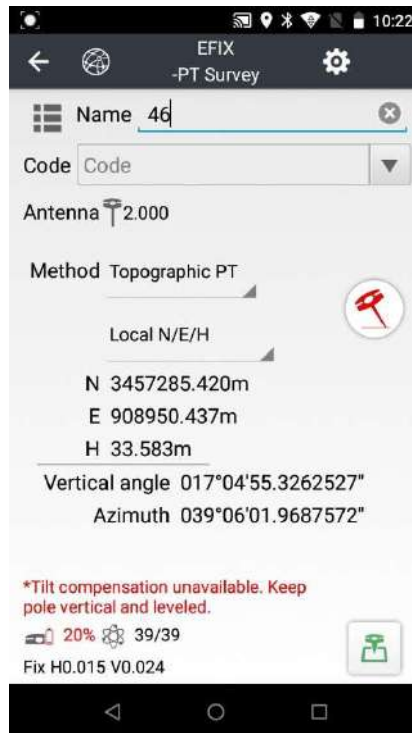 10:22
EFIX
-PT Survey
Name 46
Code Code
Antenna 2.000
Method Topographic PT
Local N/E/H
N 3457285.420m
E 908950.437m
H 33.583m
Vertical angle 017°04'55.3262527"
Azimuth 039°06'01.9687572"
*Tilt compensation unavailable. Keep
pole vertical and leveled.
20% 39/39
Fix H0.015 V0.024